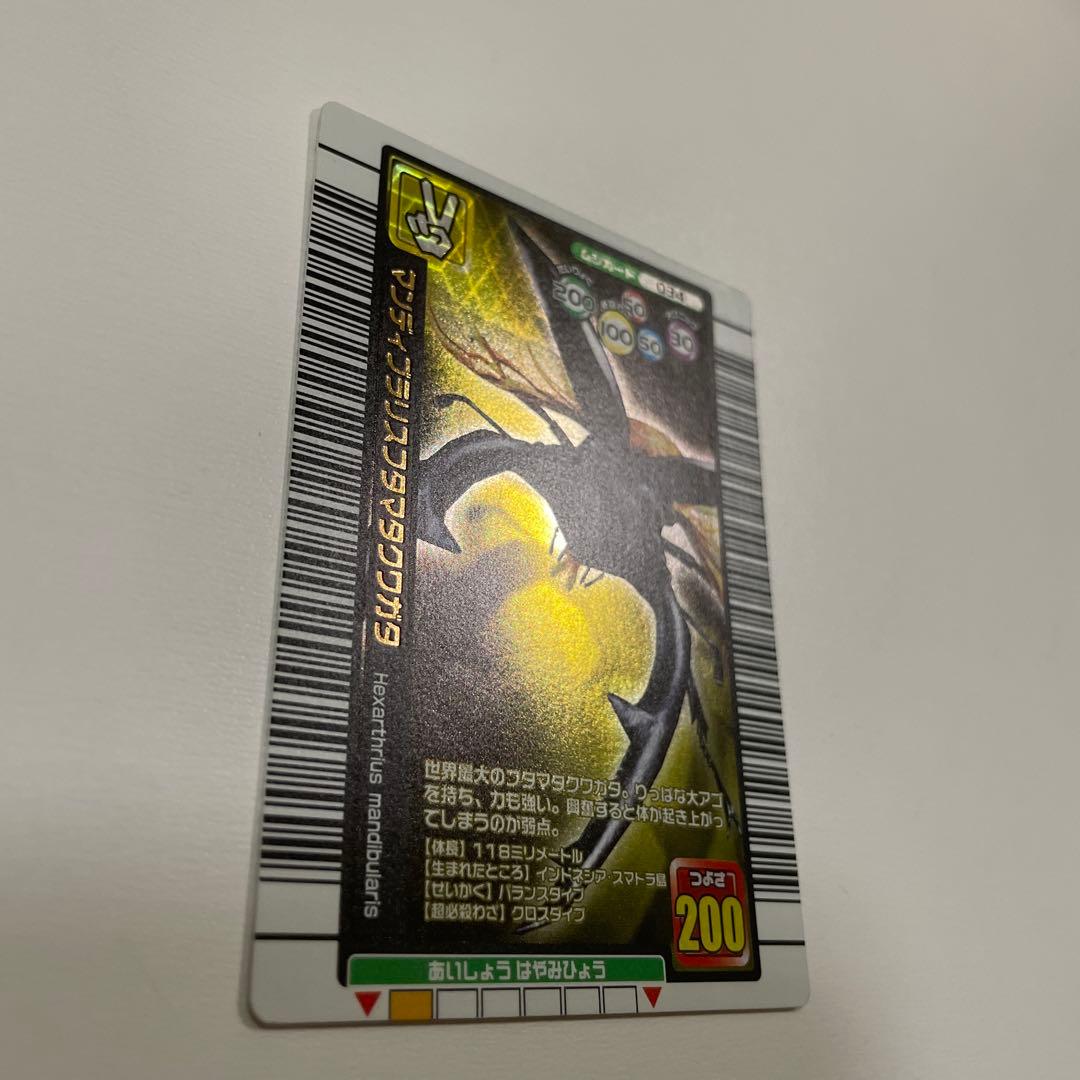 ムシカード 034
200
50
100
50
30
マンディブラリスフタマタクワガタ
Hexarthrius mandibularis
世界最大のフタマタクワガタ。りっぱな大アゴ
を持ち、力も強い。興奮すると体が起き上がっ
てしまうのが弱点。
【体長】118ミリメートル
【生まれたところ】インドネシア・スマトラ島
【せいかく】バランスタイプ
【超必殺わざ】クロスタイプ
つよさ
200
あいしょう はやみひょう